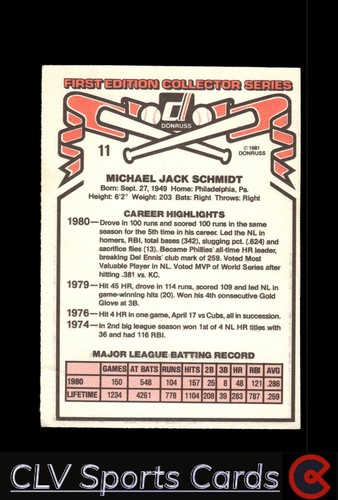 FIRST EDITION COLLECTOR SERIES
DONRUSS
11
© 1981
DONRUSS
MICHAEL JACK SCHMIDT
Born: Sept. 27, 1949 Home: Philadelphia, Pa.
Height: 6'2" Weight: 203 Bats: Right Throws: Right
CAREER HIGHLIGHTS
1980—Drove in 100 runs and scored 100 runs in the same
season for the 5th time in his career. Led the NL in
homers, RBI, total bases (342), slugging pct. (.624) and
sacrifice flies (13). Became Phillies' all-time HR leader,
breaking Del Ennis' club mark of 259. Voted Most
Valuable Player in NL. Voted MVP of World Series after
hitting .381 vs. KC.
1979—Hit 45 HR, drove in 114 runs, scored 109 and led NL in
game-winning hits (20). Won his 4th consecutive Gold
Glove at 3B.
1976—Hit 4 HR in one game, April 17 vs Cubs, all in succession.
1974—In 2nd big league season won 1st of 4 NL HR titles with
36 and had 116 RBI.
MAJOR LEAGUE BATTING RECORD
GAMES AT BATS RUNS HITS 2B 3B HR RBI AVG
1980 150 548 104 157 25 8 48 121 .286
LIFETIME 1234 4261 778 1104 208 39 283 787 .259
CLV Sports Cards